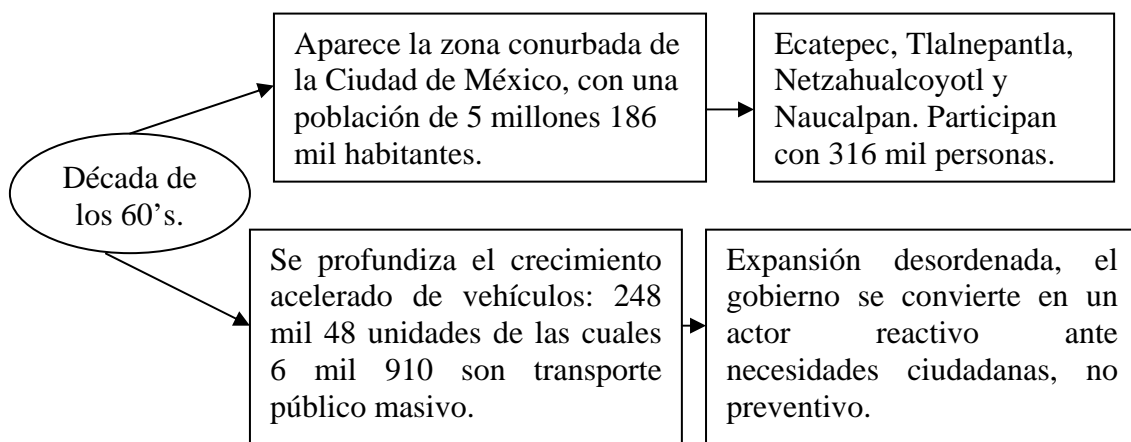 Década de
los 60’s.
Aparece la zona conurbada de
la Ciudad de México, con una
población de 5 millones 186
mil habitantes.
Ecatepec, Tlalnepantla,
Netzahualcoyotl y
Naucalpan. Participan
con 316 mil personas.
Se profundiza el crecimiento
acelerado de vehículos: 248
mil 48 unidades de las cuales
6 mil 910 son transporte
público masivo.
Expansión desordenada, el
gobierno se convierte en un
actor reactivo ante
necesidades ciudadanas, no
preventivo.